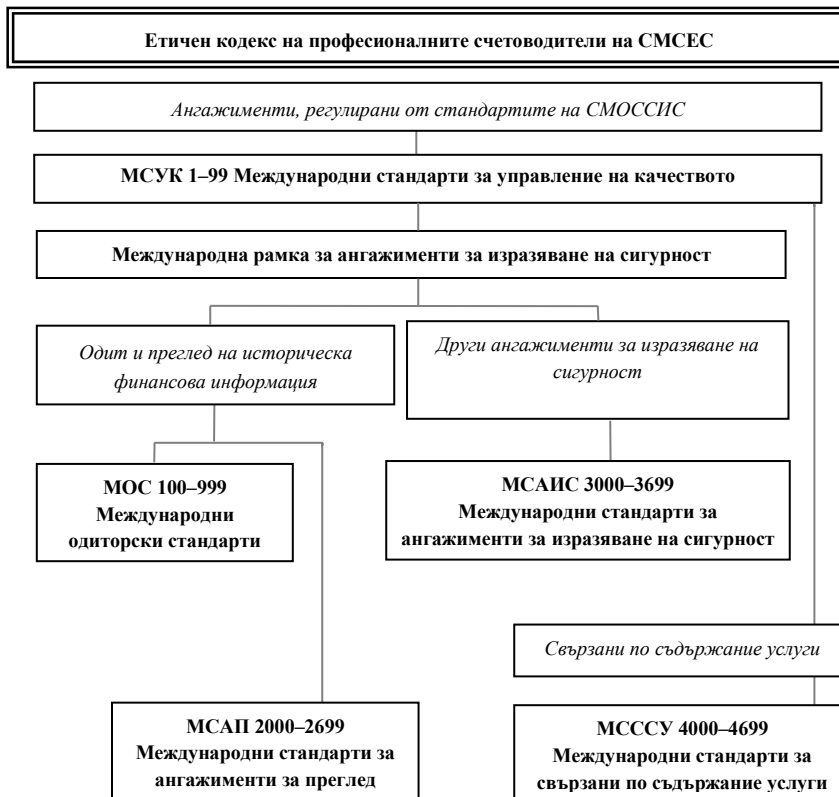 Етичен кодекс на професионалните счетоводители на СМСЕС
Ангажименти, регулирани от стандартите на СМОССИС
МСУК 1–99 Международни стандарти за управление на качеството
Международна рамка за ангажименти за изразяване на сигурност
Одит и преглед на историческа
финансова информация
Други ангажименти за изразяване на
сигурност
МОС 100–999
Международни
одиторски стандарти
МСАИС 3000–3699
Международни стандарти за
ангажименти за изразяване на сигурност
Свързани по съдържание услуги
МСАП 2000–2699
Международни стандарти за
ангажименти за преглед
МСССУ 4000–4699
Международни стандарти за
свързани по съдържание услуги